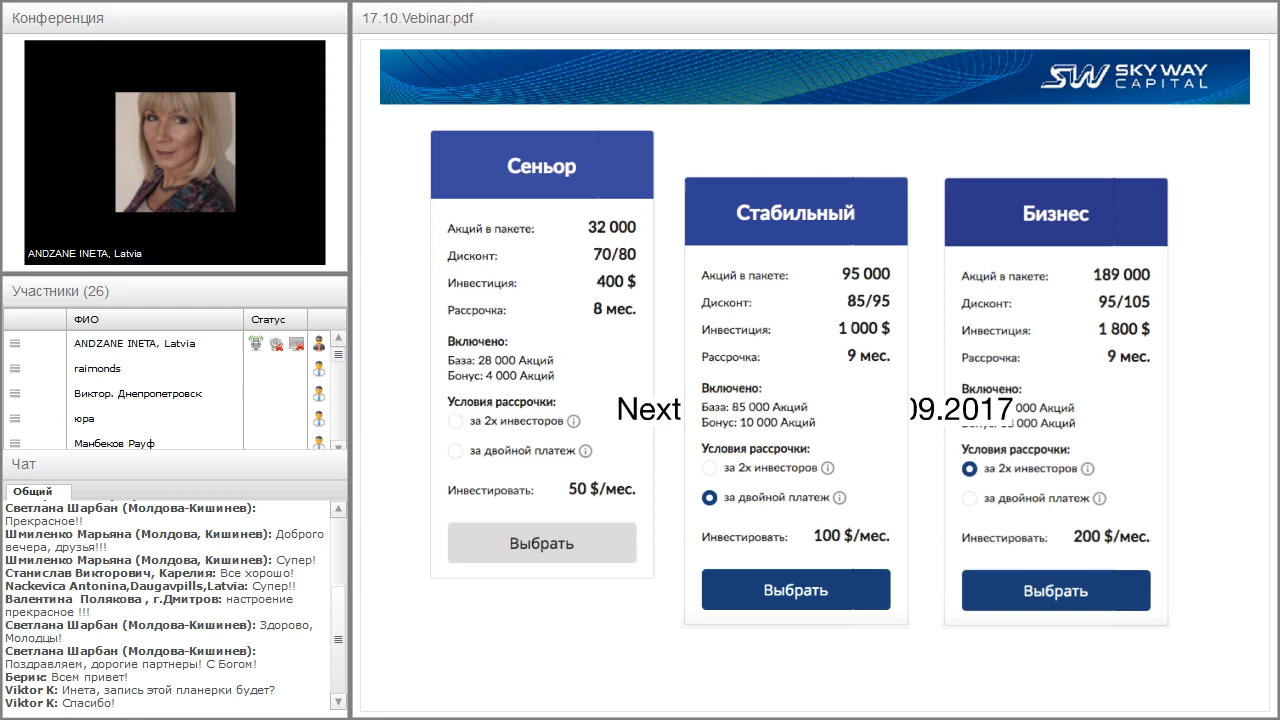 Конференция
ANDZANE INETA, Latvia
Участники (26)
ФИО
Статус
ANDZANE INETA, Latvia
raimonds
Виктор. Днепропетровск
юра
Манбеков Рауф
Чат
Общий
Светлана Шарбан (Молдова-Кишинев):
Прекрасное!!
Шмиленко Марьяна (Молдова, Кишинев): Доброго
вечера, друзья!!!
Шмиленко Марьяна (Молдова, Кишинев): Супер!
Станислав Викторович, Карелия: Все хорошо!
Nackevica Antonina,Daugavpills,Latvia: Супер!!
Валентина Полякова , г.Дмитров: настроение
прекрасное !!!
Светлана Шарбан (Молдова-Кишинев): Здорово,
Молодцы!
Светлана Шарбан (Молдова-Кишинев):
Поздравляем, дорогие партнеры! С Богом!
Берик: Всем привет!
Viktor K: Инета, запись этой планерки будет?
Viktor K: Спасибо!
17.10.Vebinar.pdf
SW SKY WAY
CAPITAL
Сеньор
Акций в пакете: 32 000
Дисконт: 70/80
Инвестиция: 400 $
Рассрочка: 8 мес.
Включено:
База: 28 000 Акций
Бонус: 4 000 Акций
Условия рассрочки:
за 2х инвесторов
за двойной платеж
Инвестировать: 50 $/мес.
Выбрать
Next
Стабильный
Акций в пакете: 95 000
Дисконт: 85/95
Инвестиция: 1 000 $
Рассрочка: 9 мес.
Включено:
База: 85 000 Акций
Бонус: 10 000 Акций
Условия рассрочки:
за 2х инвесторов
за двойной платеж
Инвестировать: 100 $/мес.
Выбрать
09.2017
Бизнес
Акций в пакете: 189 000
Дисконт: 95/105
Инвестиция: 1 800 $
Рассрочка: 9 мес.
Включено:
000 Акций
000 Акций
Условия рассрочки:
за 2х инвесторов
за двойной платеж
Инвестировать: 200 $/мес.
Выбрать